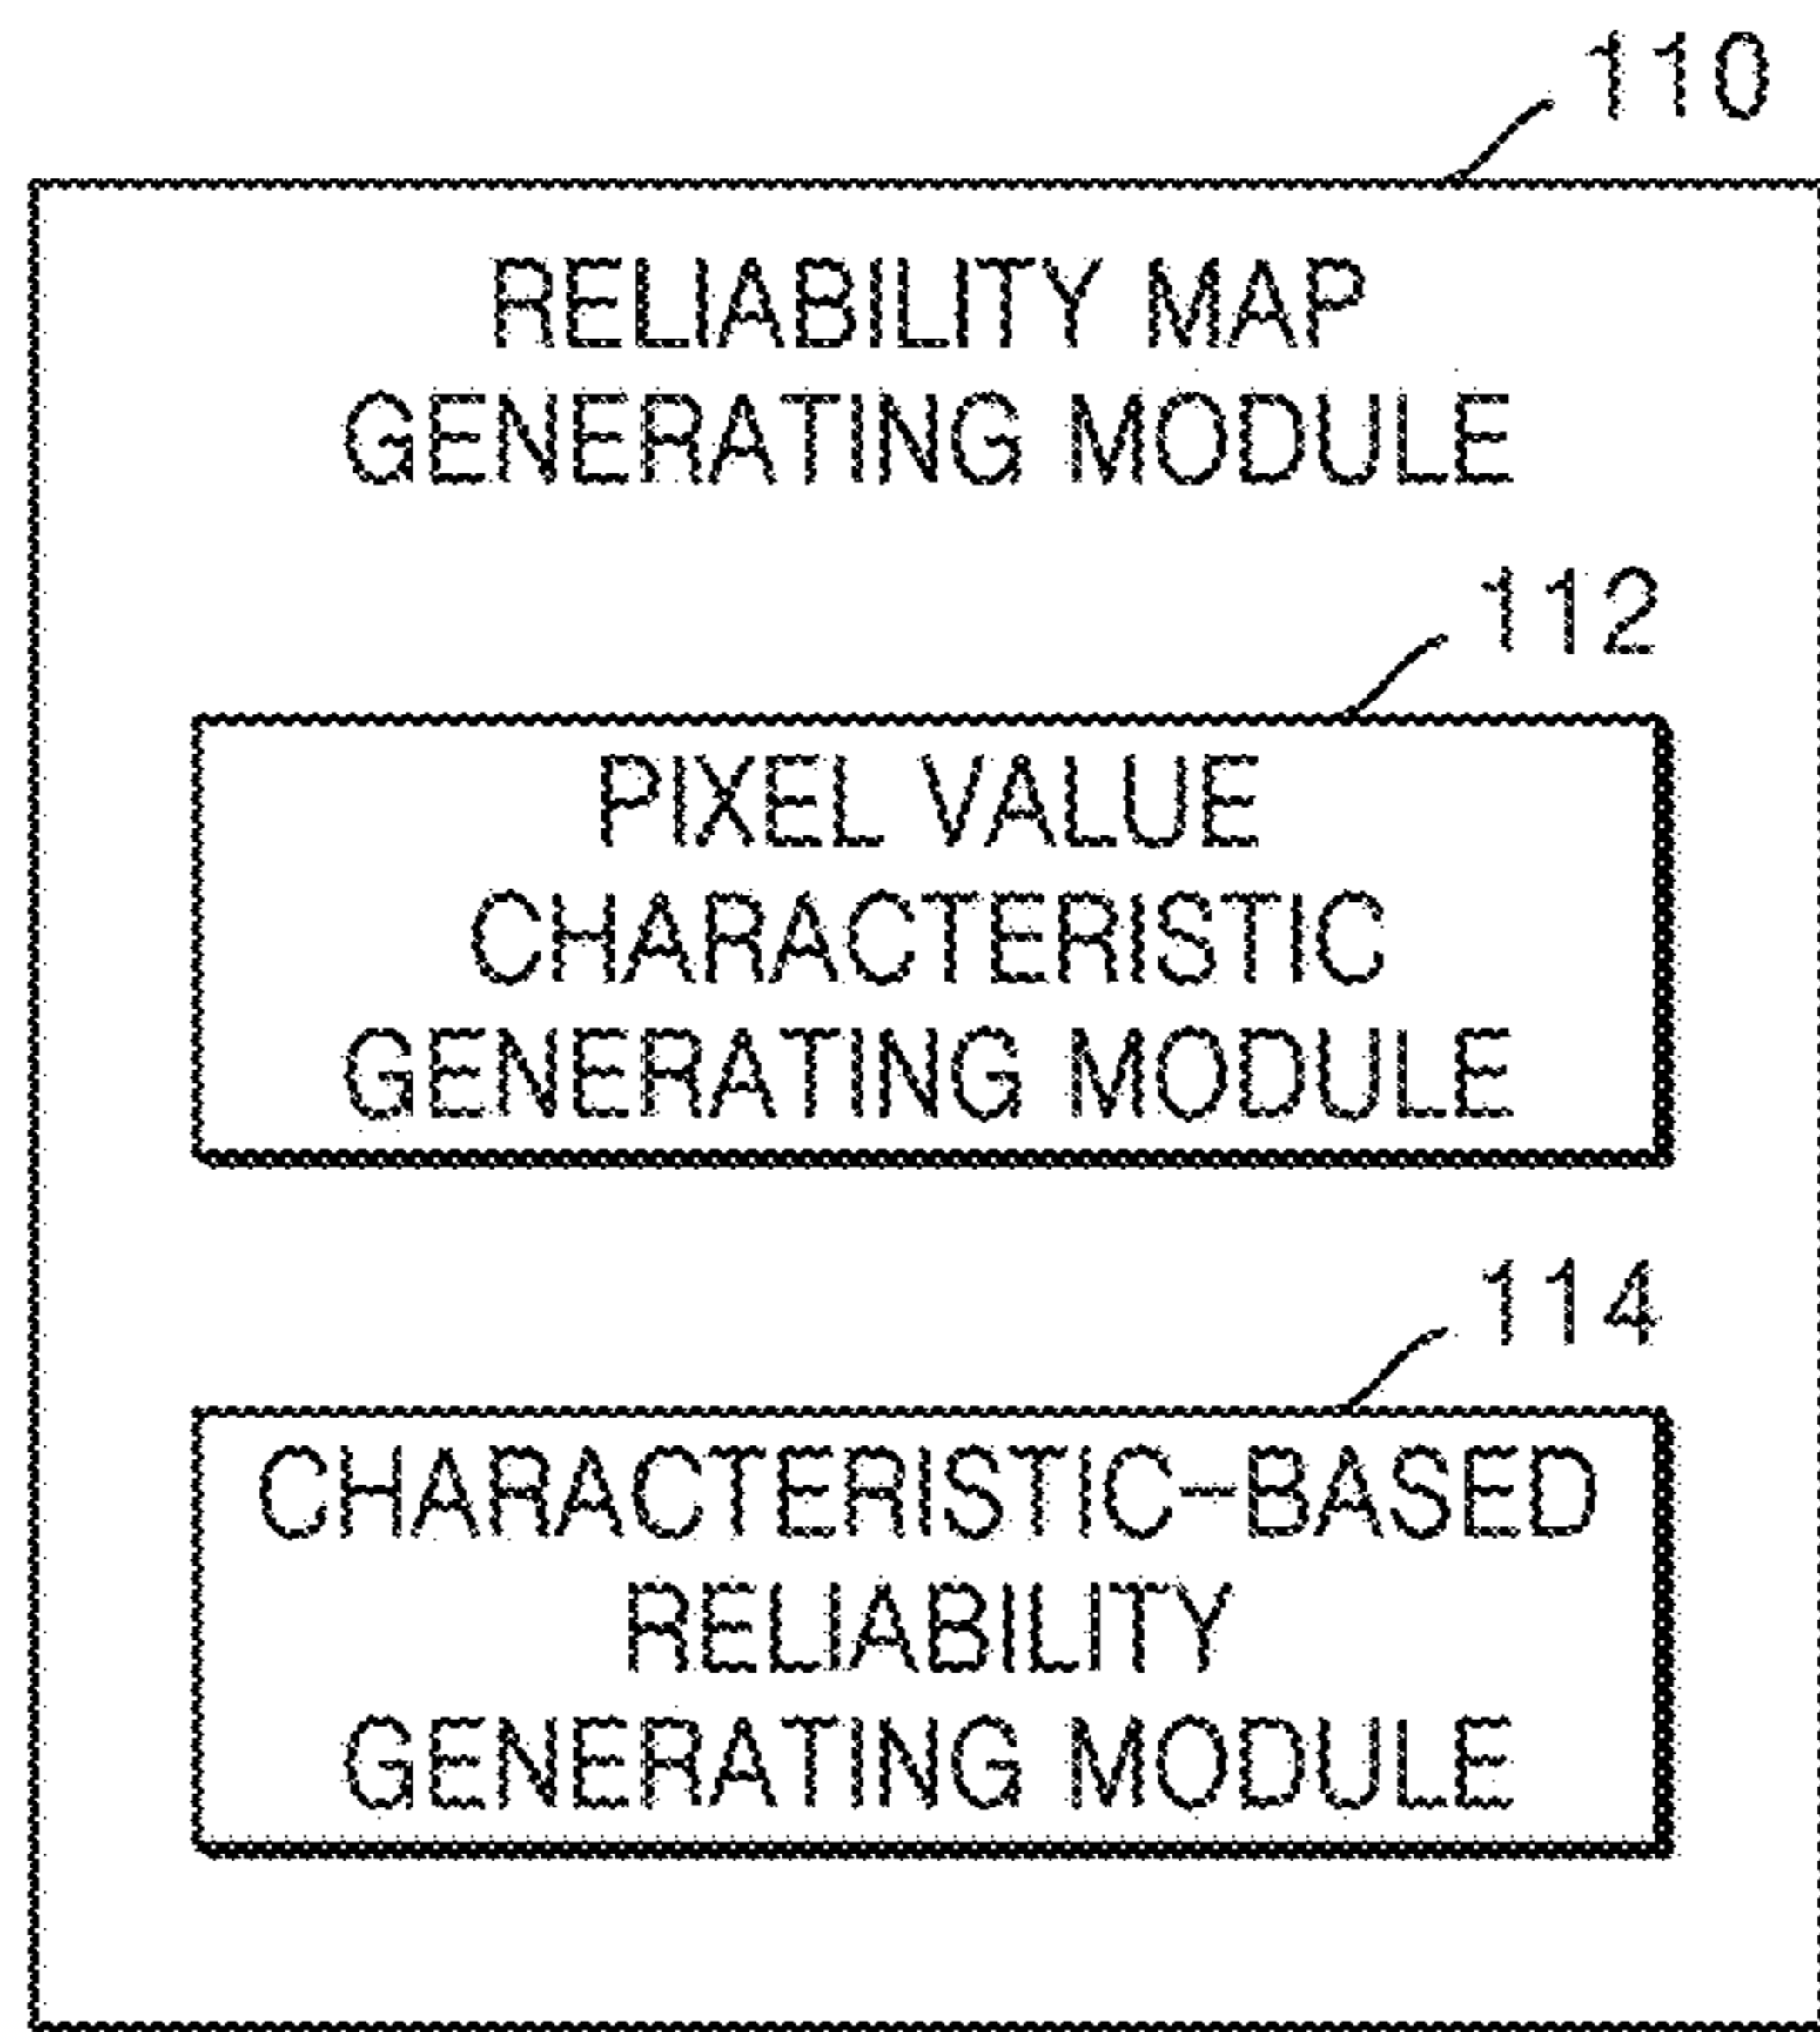 110
RELIABILITY MAP
GENERATING MODULE
112
PIXEL VALUE
CHARACTERISTIC
GENERATING MODULE
114
CHARACTERISTIC-BASED
RELIABILITY
GENERATING MODULE